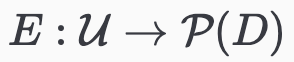 E : 𝒰 → 𝒫(D)